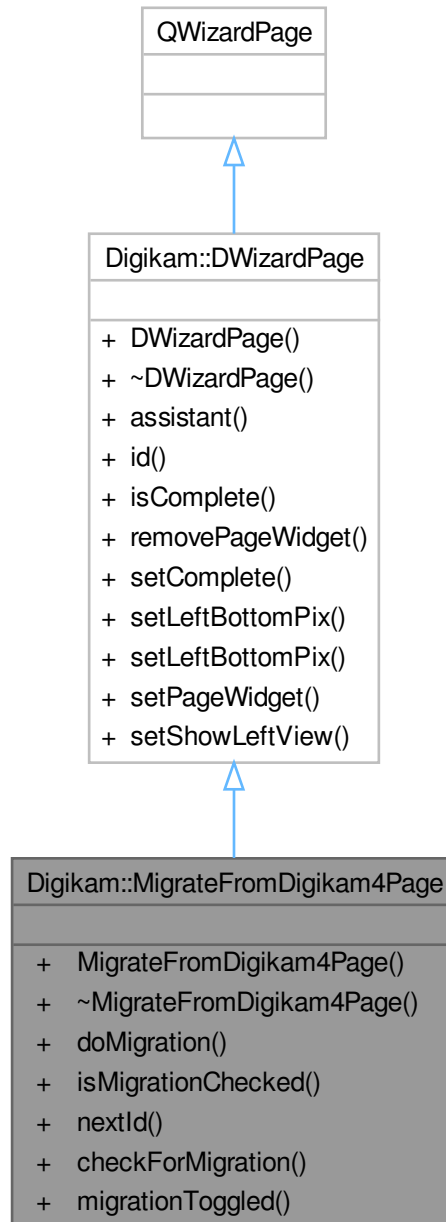 QWizardPage
Digikam::DWizardPage
+ DWizardPage()
+ ~DWizardPage()
+ assistant()
+ id()
+ isComplete()
+ removePageWidget()
+ setComplete()
+ setLeftBottomPix()
+ setLeftBottomPix()
+ setPageWidget()
+ setShowLeftView()
Digikam::MigrateFromDigikam4Page
+ MigrateFromDigikam4Page()
+ ~MigrateFromDigikam4Page()
+ doMigration()
+ isMigrationChecked()
+ nextId()
+ checkForMigration()
+ migrationToggled()